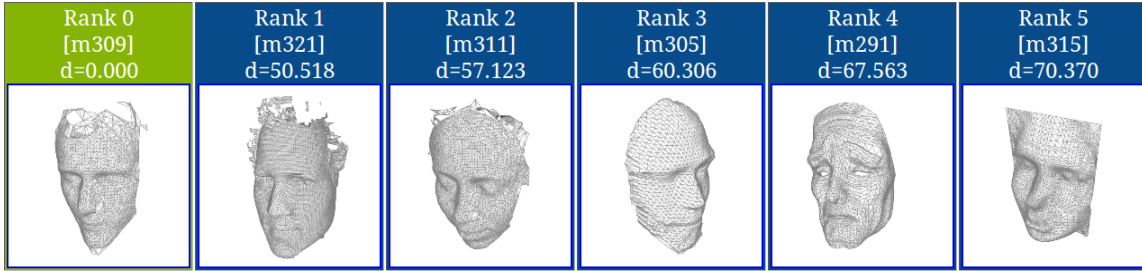 Rank 0
[m309]
d=0.000
Rank 1
[m321]
d=50.518
Rank 2
[m311]
d=57.123
Rank 3
[m305]
d=60.306
Rank 4
[m291]
d=67.563
Rank 5
[m315]
d=70.370